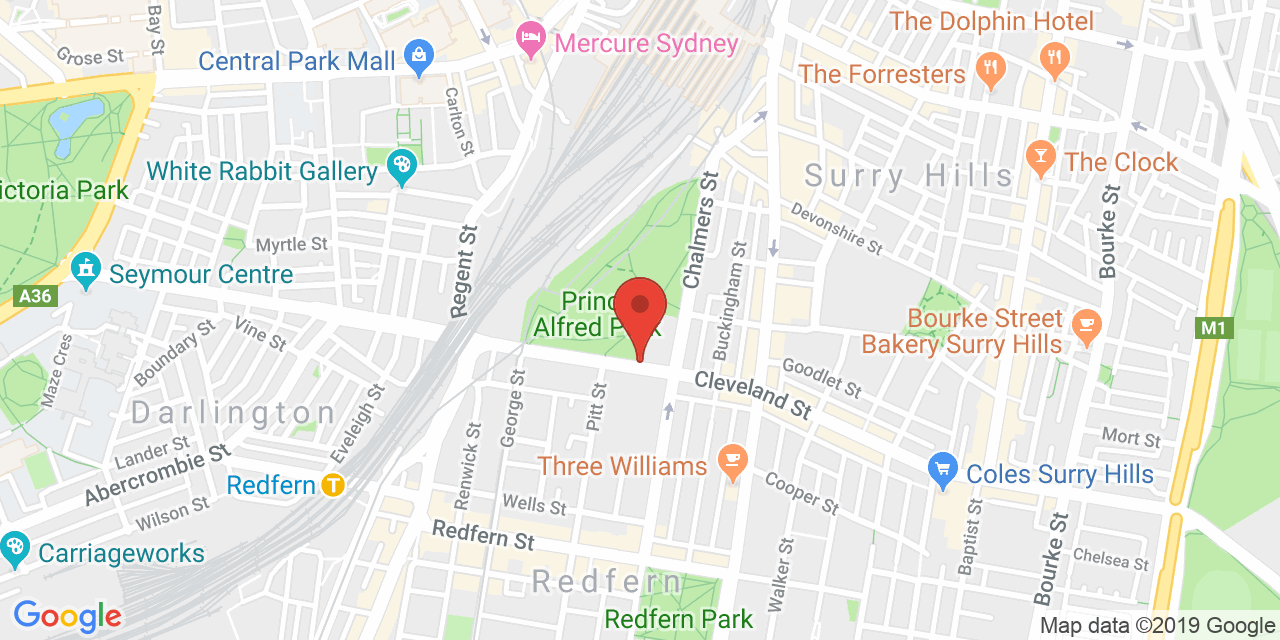 The Dolphin Hotel
Grose St
Bay St
Central Park Mall
Mercure Sydney
The Forresters
Carlton St
White Rabbit Gallery
Surry Hills
The Clock
ictoria Park
Chalmers St
Bourke St
Devonshire St
Myrtle St
Regent St
Buckingham St
Seymour Centre
A36
Princ
Alfred P rk
Bourke Street
Bakery Surry Hills
M1
Boundary St
Vine St
Maze Cres
Goodlet St
Cleveland St
Darlington
Eveleigh St
George St
Pitt St
Lander St
Abercrombie St
Renwick St
Mort St
Three Williams
Coles Surry Hills
Redfern
T
Cooper St
Wilson St
Wells St
Redfern St
Baptist St
Bourke St
Carriageworks
Chelsea St
Walker St
Redfern
Redfern Park
Google
Map data ©2019 Google